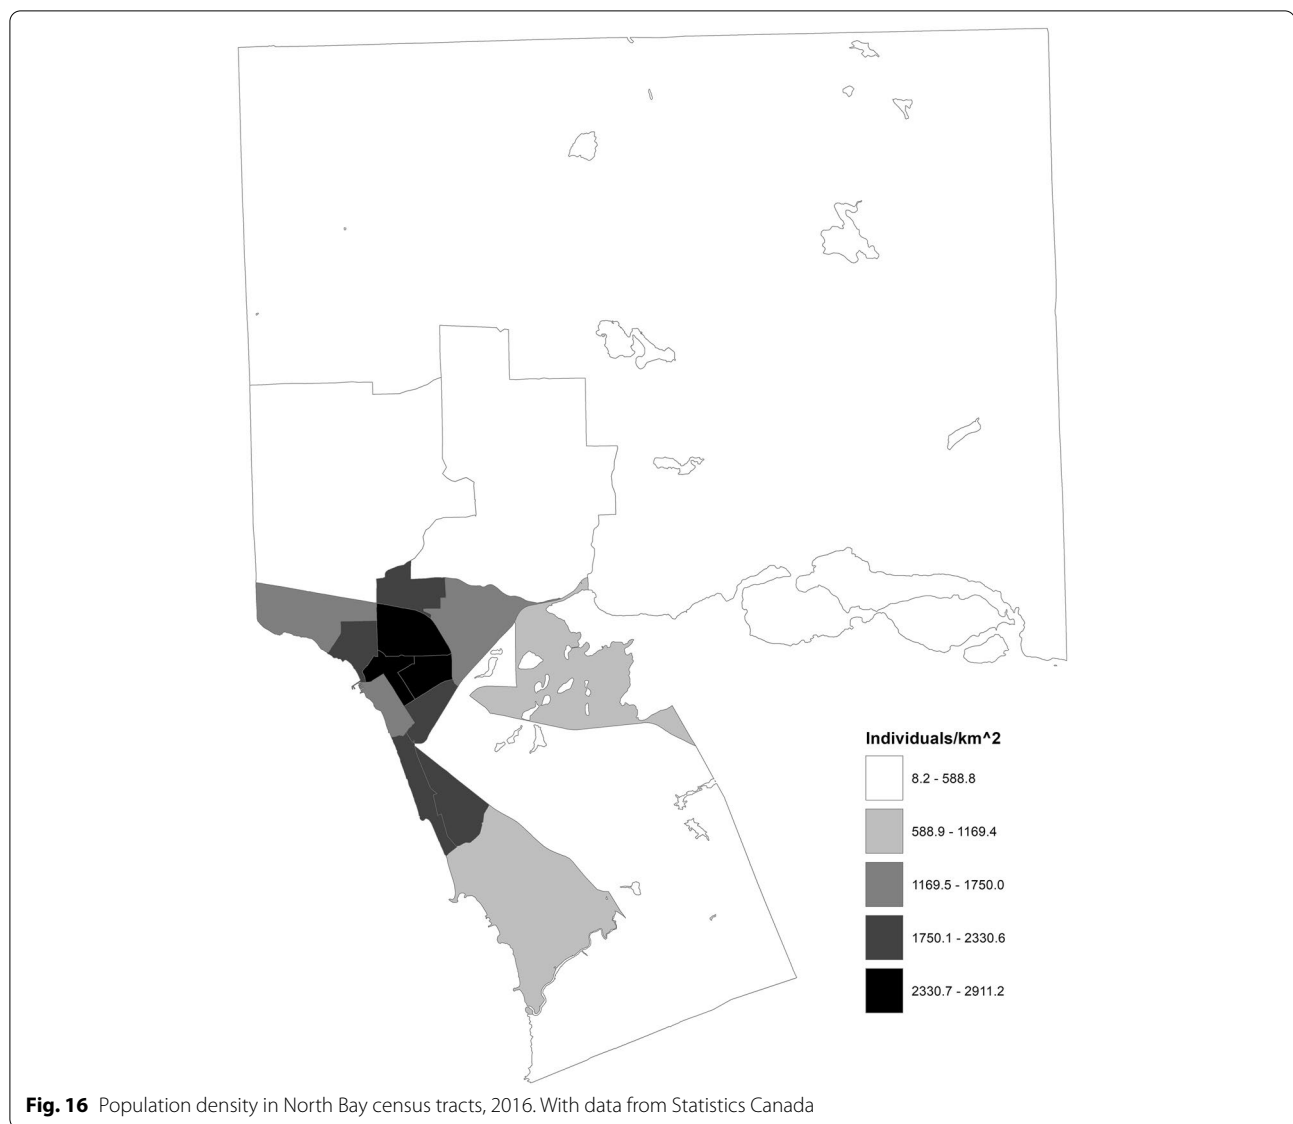 Individuals/km^2
8.2 - 588.8
588.9 - 1169.4
1169.5 - 1750.0
1750.1 - 2330.6
2330.7 - 2911.2
Fig. 16 Population density in North Bay census tracts, 2016. With data from Statistics Canada